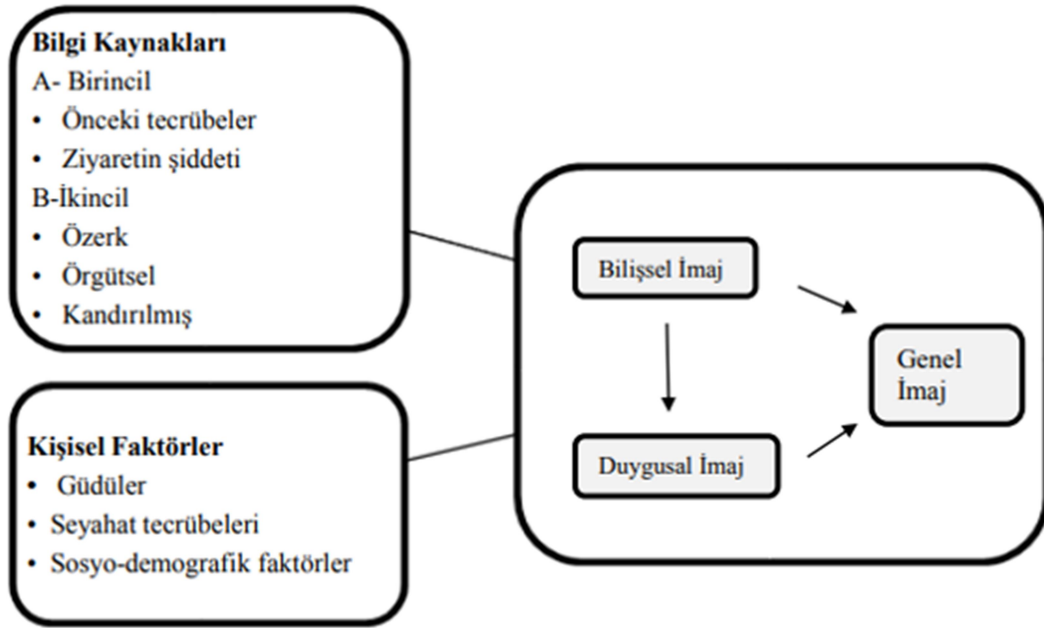 Bilgi Kaynakları
A- Birincil
• Önceki tecrübeler
• Ziyaretin şiddeti
B-İkincil
• Özerk
• Örgütsel
• Kandırılmış
Kişisel Faktörler
• Güdüler
• Seyahat tecrübeleri
• Sosyo-demografik faktörler
Bilişsel İmaj
Duygusal İmaj
Genel
İmaj